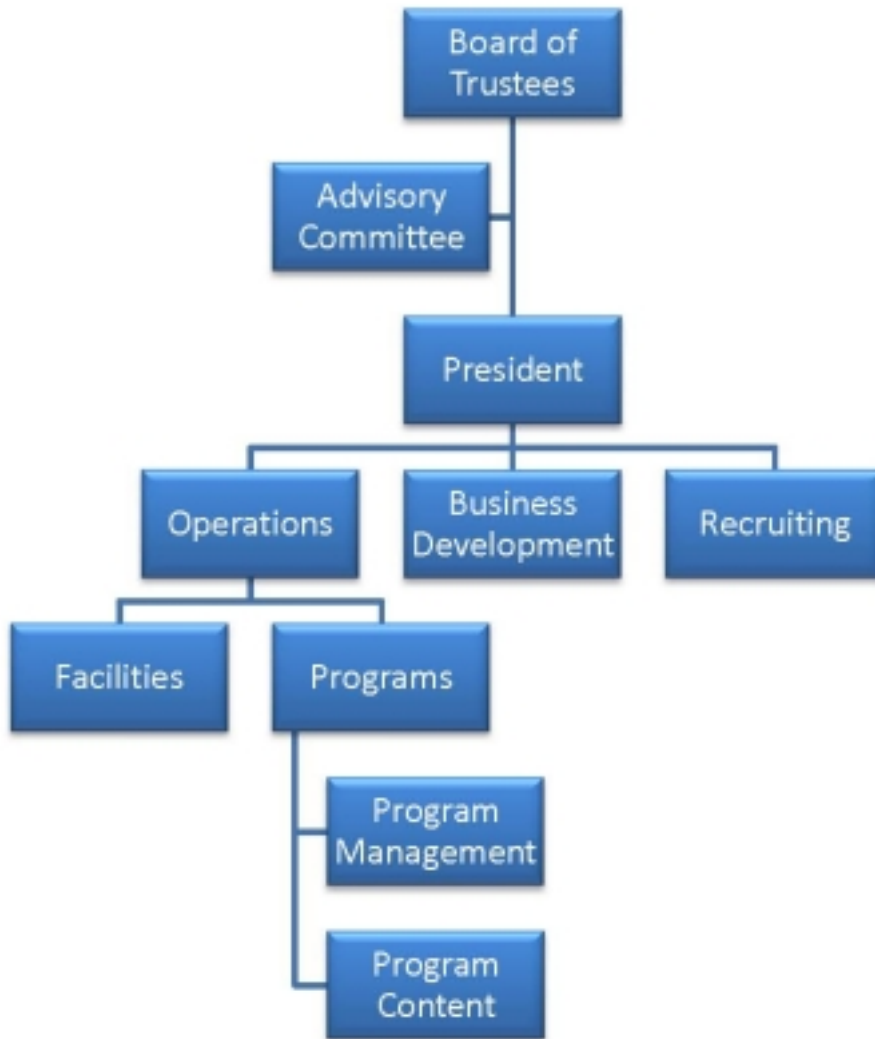 Board of
Trustees
Advisory
Committee
President
Operations
Business
Development
Recruiting
Facilities
Programs
Program
Management
Program
Content